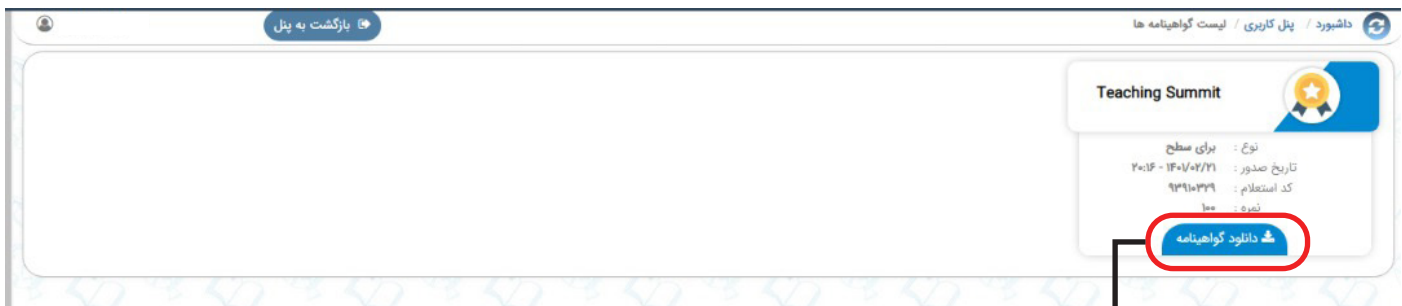 داشبورد / پنل کاربری / لیست گواهینامه ها
بازگشت به پنل
Teaching Summit
نوع : برای سطح
تاریخ صدور : ۱۴۰۱/۰۲/۲۱ - ۲۰:۱۶
کد استعلام : ۹۳۹۱۰۳۲۹
نمره : ۱۰۰
دانلود گواهینامه